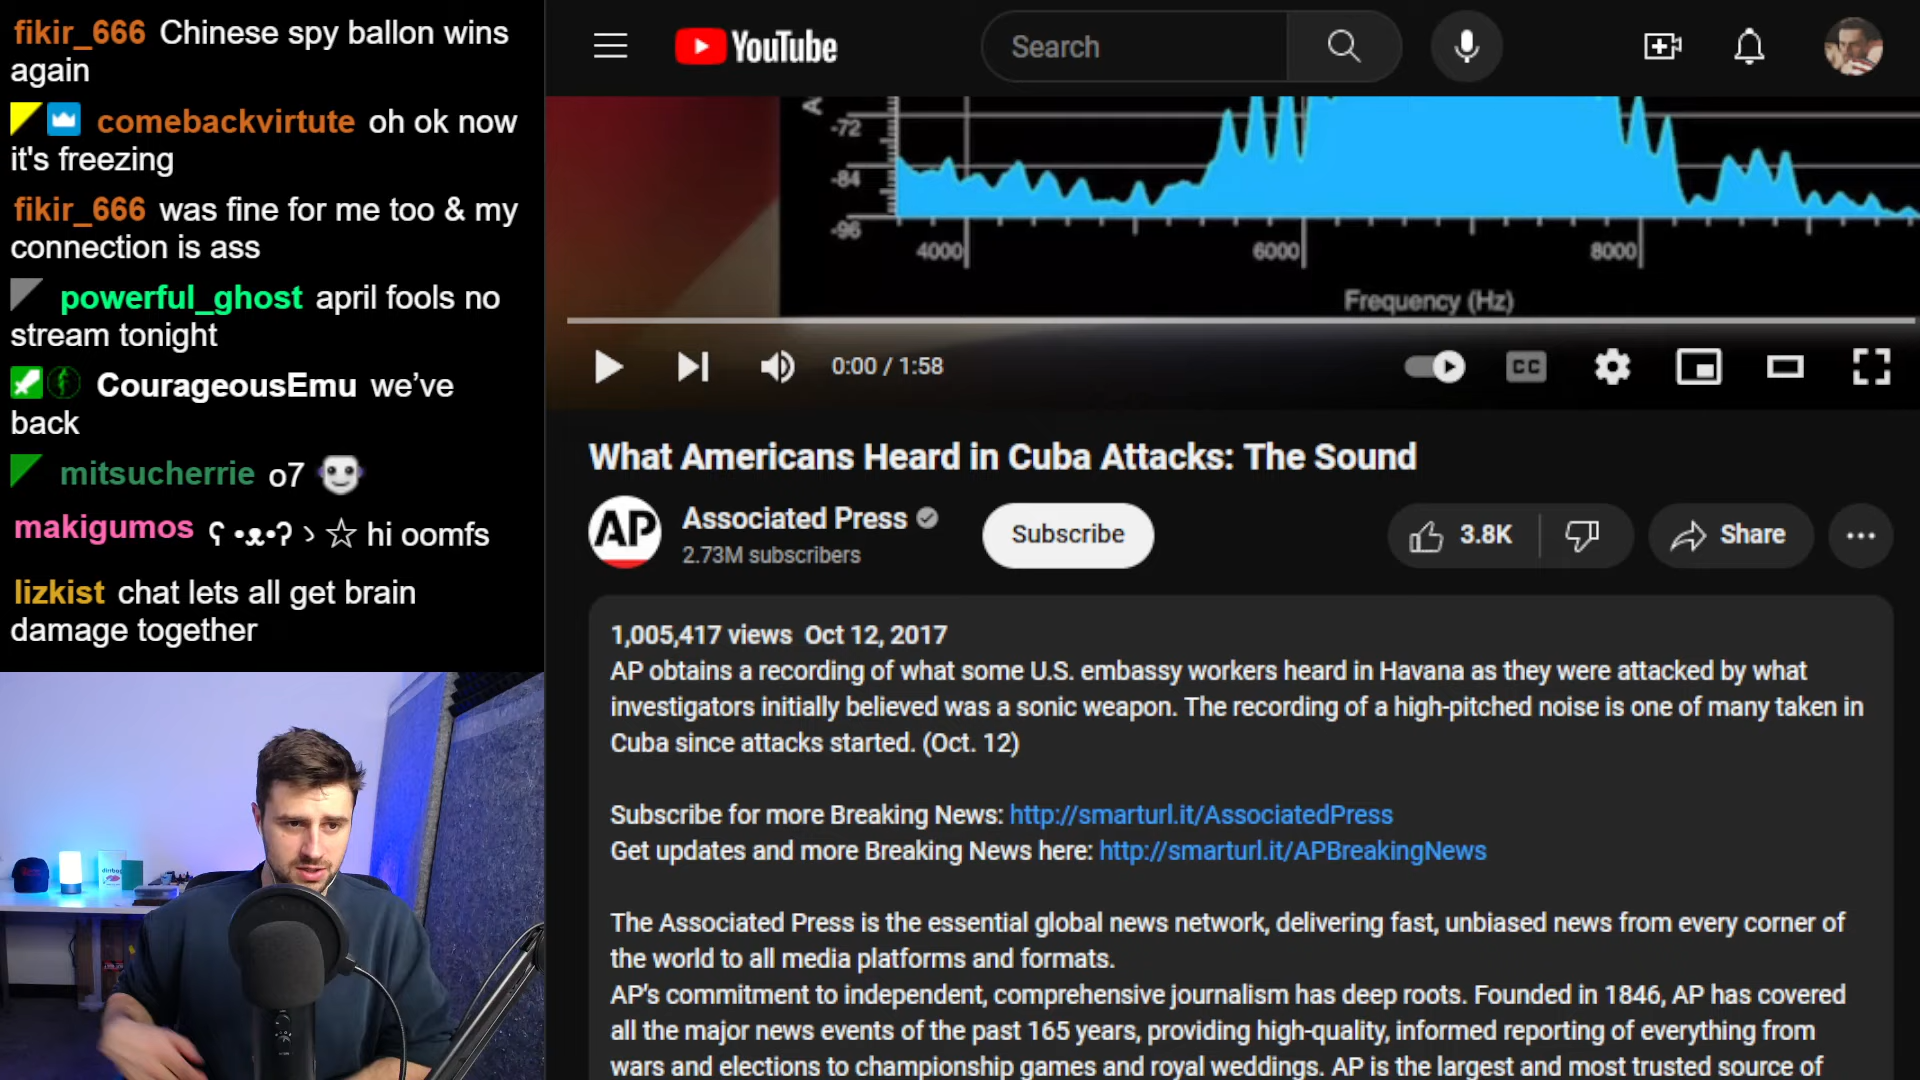 fikir_666 Chinese spy ballon wins
again
comebackvirtute oh ok now
it's freezing
fikir_666 was fine for me too & my
connection is ass
powerful_ghost april fools no
stream tonight
CourageousEmu we've
back
mitsucherrie o7
makigumos ʕ •ᴥ•ʔゝ☆ hi oomfs
lizkist chat lets all get brain
damage together
YouTube
Search
A
-72
-84
-96
4000
6000
8000
Frequency (Hz)
0:00 / 1:58
CC
What Americans Heard in Cuba Attacks: The Sound
AP
Associated Press
2.73M subscribers
Subscribe
3.8K
Share
1,005,417 views Oct 12, 2017
AP obtains a recording of what some U.S. embassy workers heard in Havana as they were attacked by what
investigators initially believed was a sonic weapon. The recording of a high-pitched noise is one of many taken in
Cuba since attacks started. (Oct. 12)
Subscribe for more Breaking News: http://smarturl.it/AssociatedPress
Get updates and more Breaking News here: http://smarturl.it/APBreakingNews
The Associated Press is the essential global news network, delivering fast, unbiased news from every corner of
the world to all media platforms and formats.
AP's commitment to independent, comprehensive journalism has deep roots. Founded in 1846, AP has covered
all the major news events of the past 165 years, providing high-quality, informed reporting of everything from
wars and elections to championship games and royal weddings. AP is the largest and most trusted source of